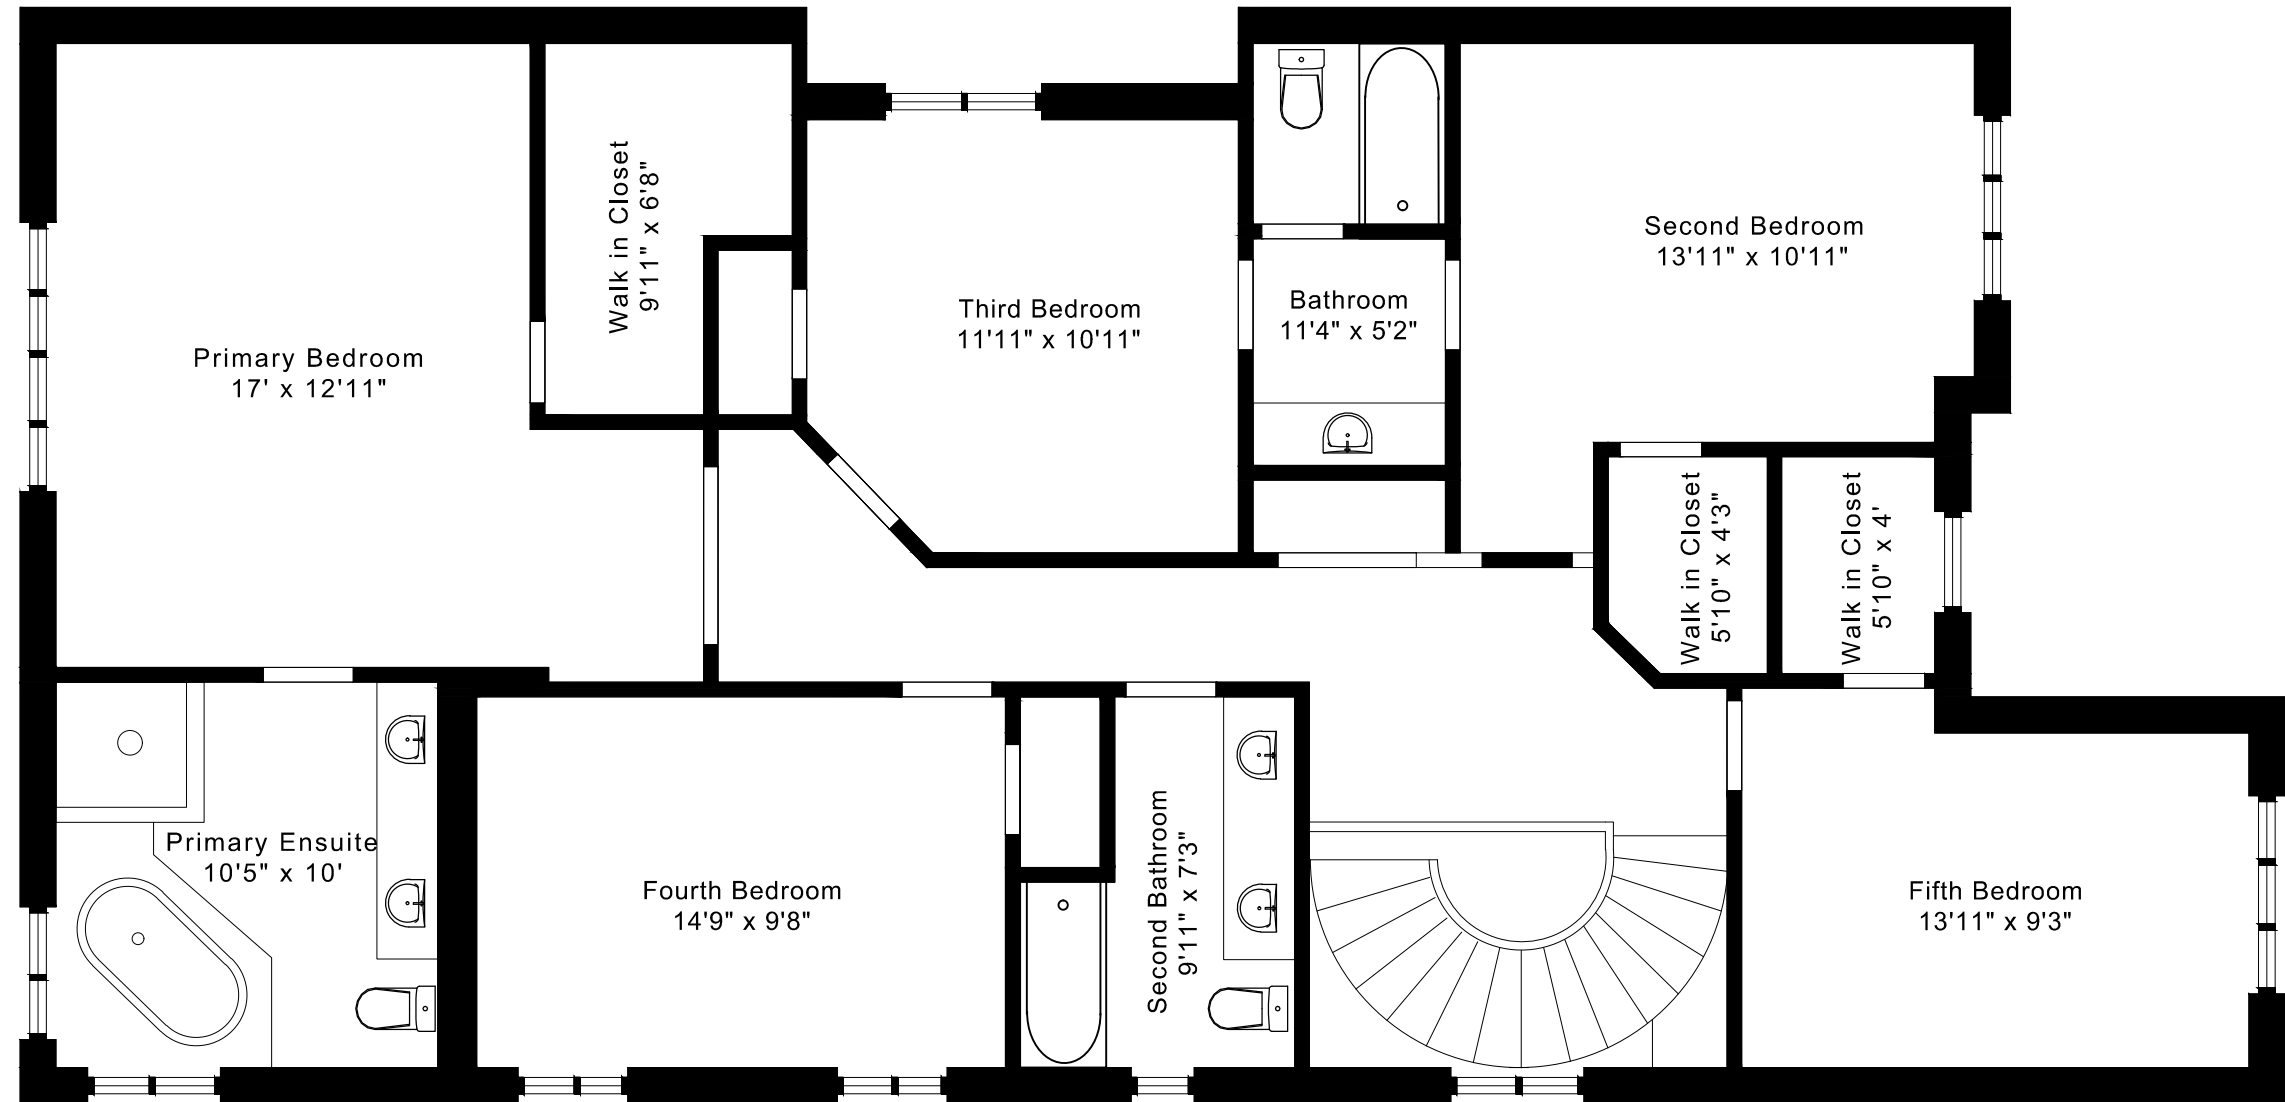 Walk in Closet
9'11" x 6'8"
Second Bedroom
13'11" x 10'11"
Third Bedroom
11'11" x 10'11"
Bathroom
11'4" x 5'2"
Primary Bedroom
17' x 12'11"
Walk in Closet
5'10" x 4'3"
Walk in Closet
5'10" x 4'
Primary Ensuite
10'5" x 10'
Fourth Bedroom
14'9" x 9'8"
Second Bathroom
9'11" x 7'3"
Fifth Bedroom
13'11" x 9'3"